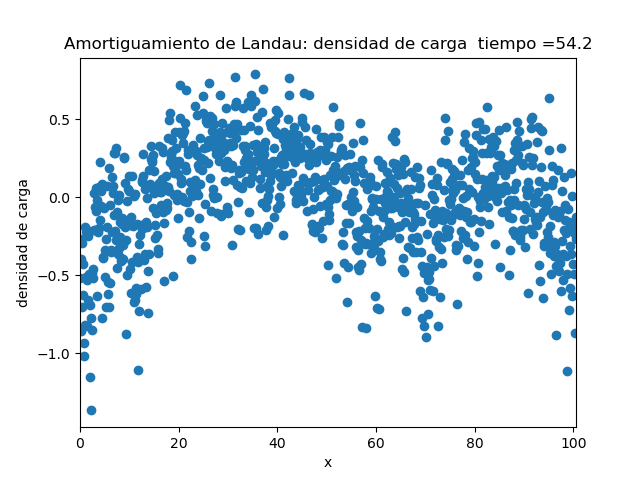 Amortiguamiento de Landau: densidad de carga  tiempo =54.2
densidad de carga
0.5
0.0
−0.5
−1.0
0 20 40 60 80 100
x